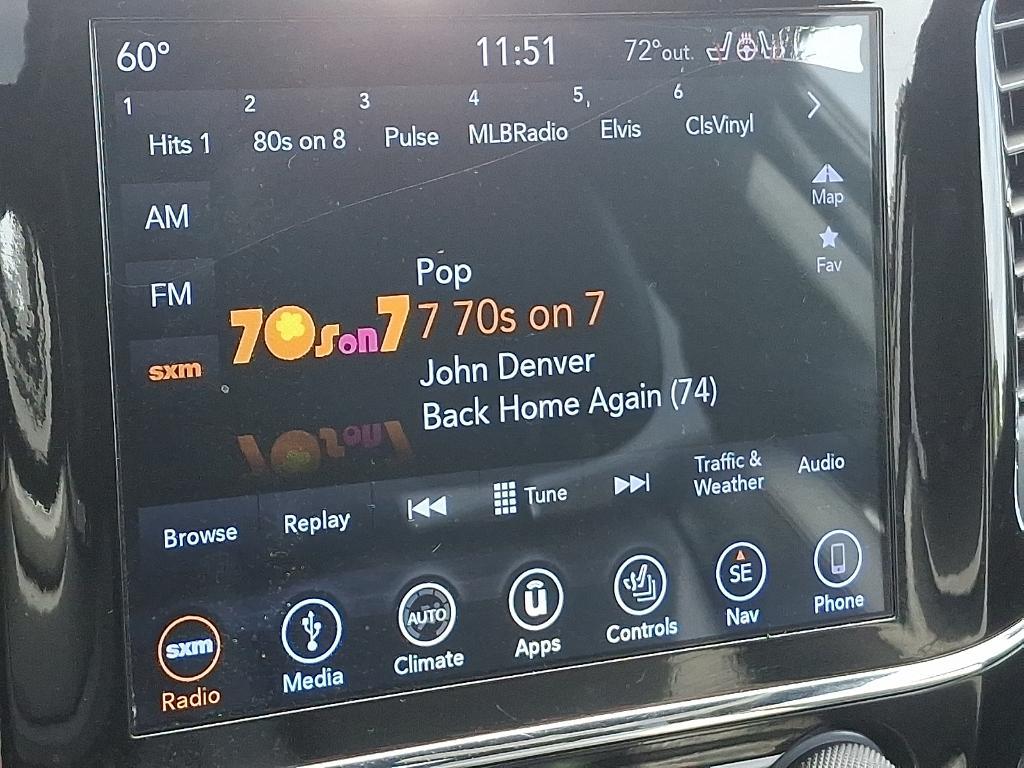 60° 11:51 72°out
1 2 3 4 5 6
Hits 1 80s on 8 Pulse MLBRadio Elvis ClsVinyl
AM
Map
FM
Fav
sxm
Pop
70s on 7
7 70s on 7
John Denver
Back Home Again (74)
Browse Replay Tune Traffic & Weather Audio
sxm AUTO ū SE
Radio Media Climate Apps Controls Nav Phone